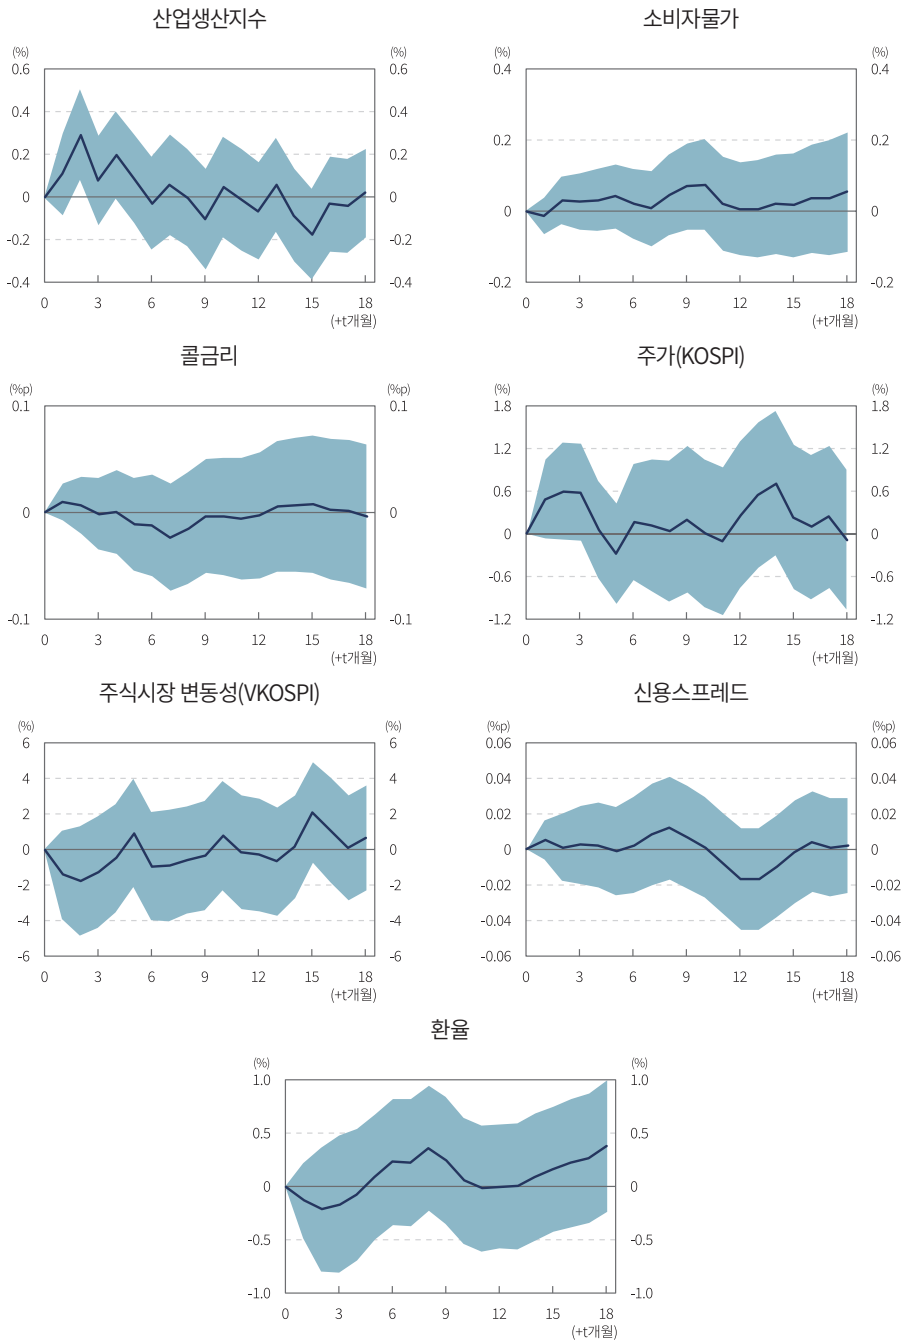 산업생산지수 소비자물가
(%) (%) (%) (%)
0.6 0.6 0.4 0.4
0.4 0.4
0.2 0.2 0.2 0.2
0 0 0 0
-0.2 -0.2
-0.4 -0.4 -0.2 -0.2
0 3 6 9 12 15 18 0 3 6 9 12 15 18
(+t개월) (+t개월)
콜금리 주가(KOSPI)
(%p) (%p) (%) (%)
0.1 0.1 1.8 1.8
1.2 1.2
0.6 0.6
0 0 0 0
-0.6 -0.6
-0.1 -0.1 -1.2 -1.2
0 3 6 9 12 15 18 0 3 6 9 12 15 18
(+t개월) (+t개월)
주식시장 변동성(VKOSPI) 신용스프레드
(%) (%) (%p) (%p)
6 6 0.06 0.06
4 4 0.04 0.04
2 2 0.02 0.02
0 0 0 0
-2 -2 -0.02 -0.02
-4 -4 -0.04 -0.04
-6 -6 -0.06 -0.06
0 3 6 9 12 15 18 0 3 6 9 12 15 18
(+t개월) (+t개월)
환율
(%) (%)
1.0 1.0
0.5 0.5
0 0
-0.5 -0.5
-1.0 -1.0
0 3 6 9 12 15 18
(+t개월)